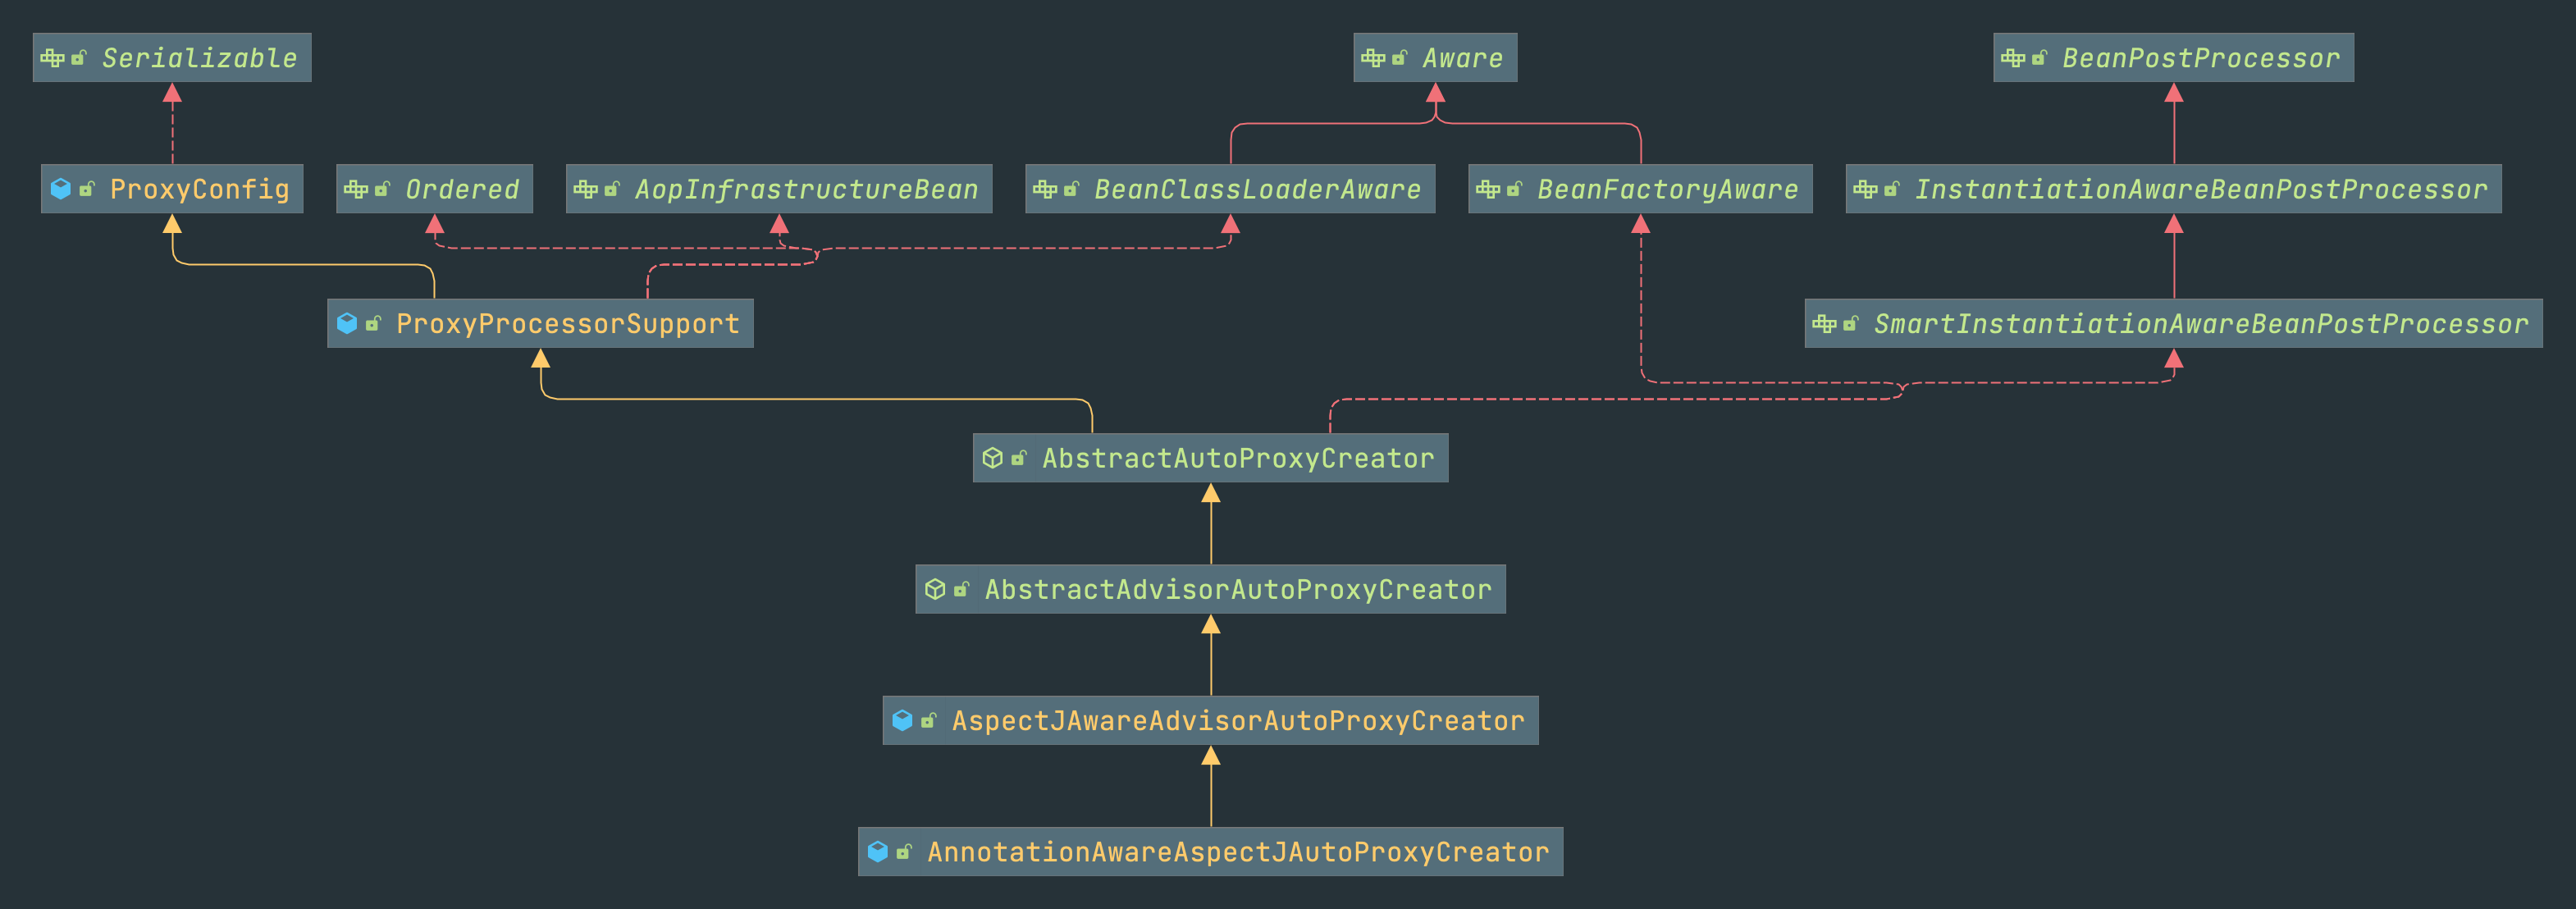 Serializable
Aware
BeanPostProcessor
ProxyConfig
Ordered
AopInfrastructureBean
BeanClassLoaderAware
BeanFactoryAware
InstantiationAwareBeanPostProcessor
ProxyProcessorSupport
SmartInstantiationAwareBeanPostProcessor
AbstractAutoProxyCreator
AbstractAdvisorAutoProxyCreator
AspectJAwareAdvisorAutoProxyCreator
AnnotationAwareAspectJAutoProxyCreator